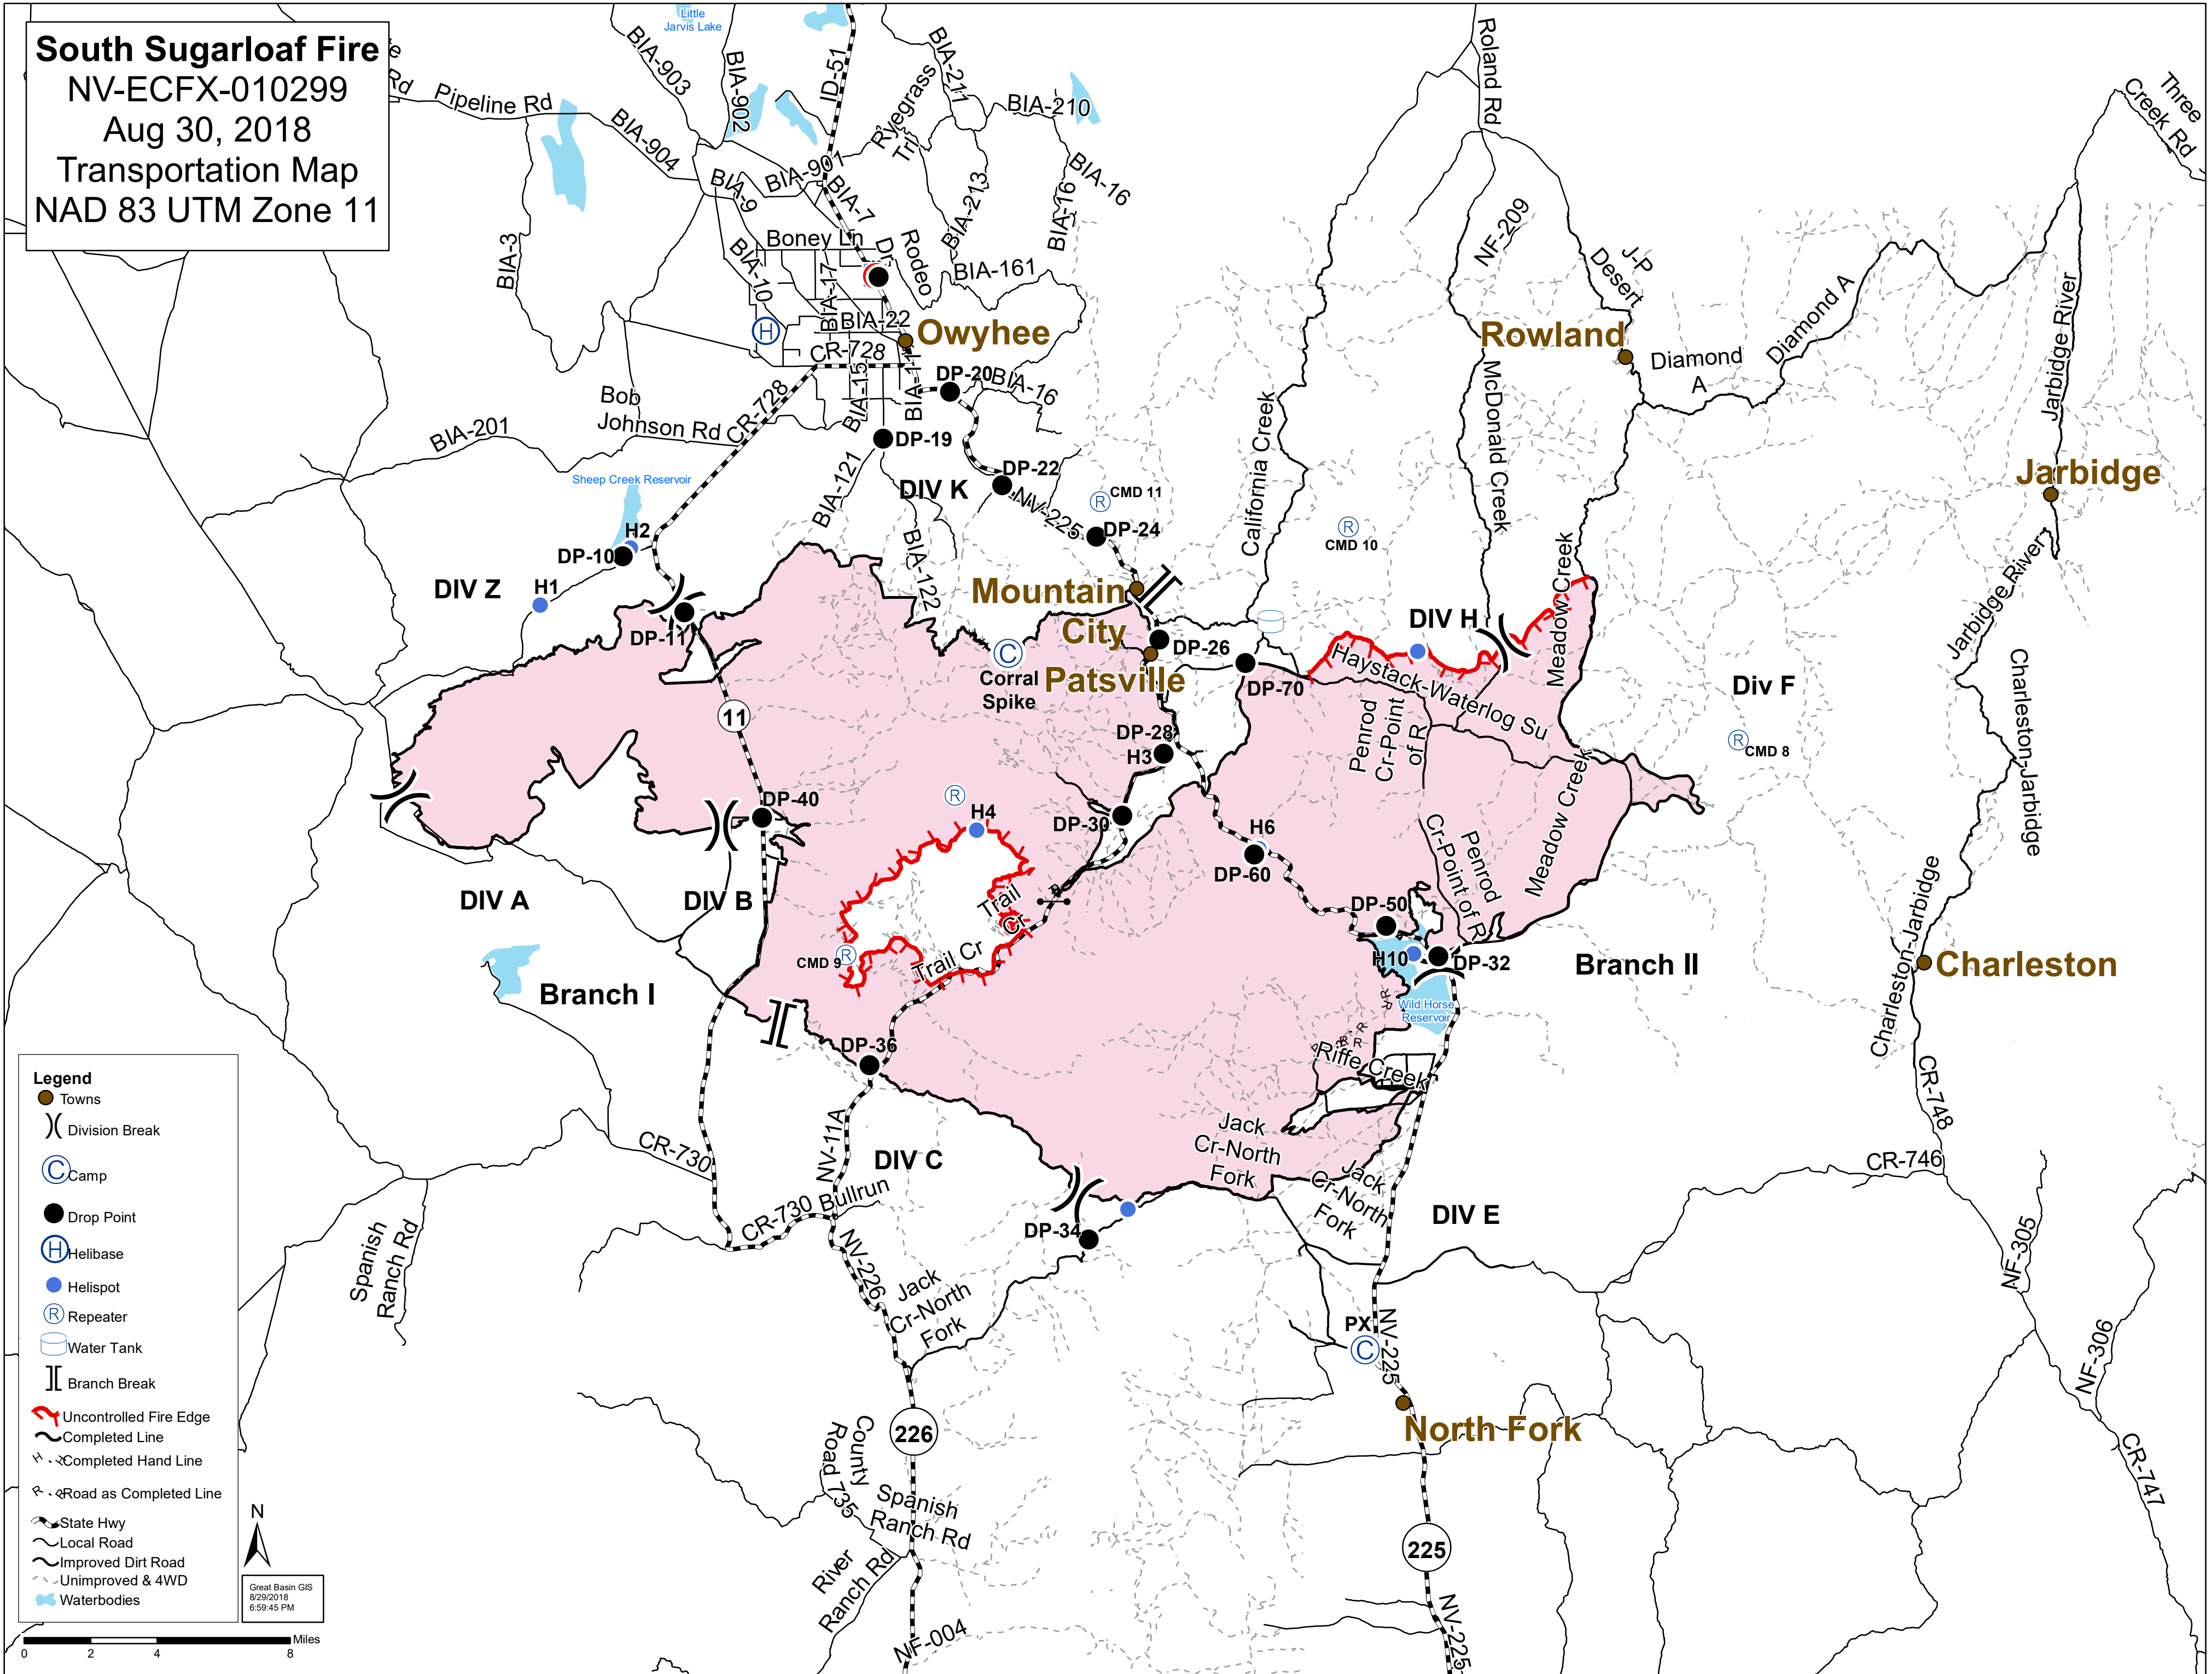 South Sugarloaf Fire
NV-ECFX-010299
Aug 30, 2018
Transportation Map
NAD 83 UTM Zone 11
Rd
Pipeline Rd
Little
Jarvis Lake
BIA-903
BIA-902
BIA-904
ID-51
BIA-211
Ryegrass
Trl
BIA-210
BIA-16
BIA-16
BIA-213
BIA-901
BIA-9
BIA-7
BIA-3
Boney Ln
Dr
Rodeo
BIA-10
BIA-17
BIA-161
BIA-22
Owyhee
CR-728
BIA-15
BIA-11
DP-20
BIA-16
Bob
Johnson Rd
CR-728
BIA-201
DP-19
BIA-121
DIV K
DP-22
NV-225
CMD 11
DP-24
BIA-122
Sheep Creek Reservoir
H2
DP-10
H1
DIV Z
DP-11
Roland Rd
NF-209
J-P
Desert
Three
Creek Rd
Rowland
Diamond
A
Diamond A
Jarbidge River
Jarbidge
California Creek
McDonald Creek
CMD 10
Meadow Creek
Jarbidge River
Mountain
City
DP-26
Patsville
Corral
Spike
DP-70
DIV H
Haystack-Waterlog Su
Div F
CMD 8
Charleston-Jarbidge
11
DP-28
H3
Penrod
Cr-Point
of R
Meadow Creek
DP-40
H4
DP-30
H6
DP-60
Penrod
Cr-Point of R
DIV A
DIV B
Trail
Cr
R
DP-50
CMD 9
Trail Cr
H10
DP-32
Branch II
Charleston
Charleston-Jarbidge
Branch I
Wild Horse
Reservoir
R
R
R
R
R
DP-36
Riffe Creek
CR-748
NV-11A
DIV C
Jack
Cr-North
Fork
Jack
Cr-North
Fork
CR-746
CR-730
CR-730
Bullrun
DP-34
DIV E
Spanish
Ranch Rd
NV-226
Jack
Cr-North
Fork
NF-305
PX
NV-225
NF-306
226
North Fork
County
Road 735
CR-747
Spanish
Ranch Rd
225
River
Ranch Rd
NF-004
NV-225
Legend
Towns
Division Break
C Camp
Drop Point
H Helibase
Helispot
R Repeater
Water Tank
Branch Break
Uncontrolled Fire Edge
Completed Line
H H Completed Hand Line
R R Road as Completed Line
State Hwy
Local Road
Improved Dirt Road
Unimproved & 4WD
Waterbodies
N
Great Basin GIS
8/29/2018
6:59:45 PM
Miles
0 2 4 8